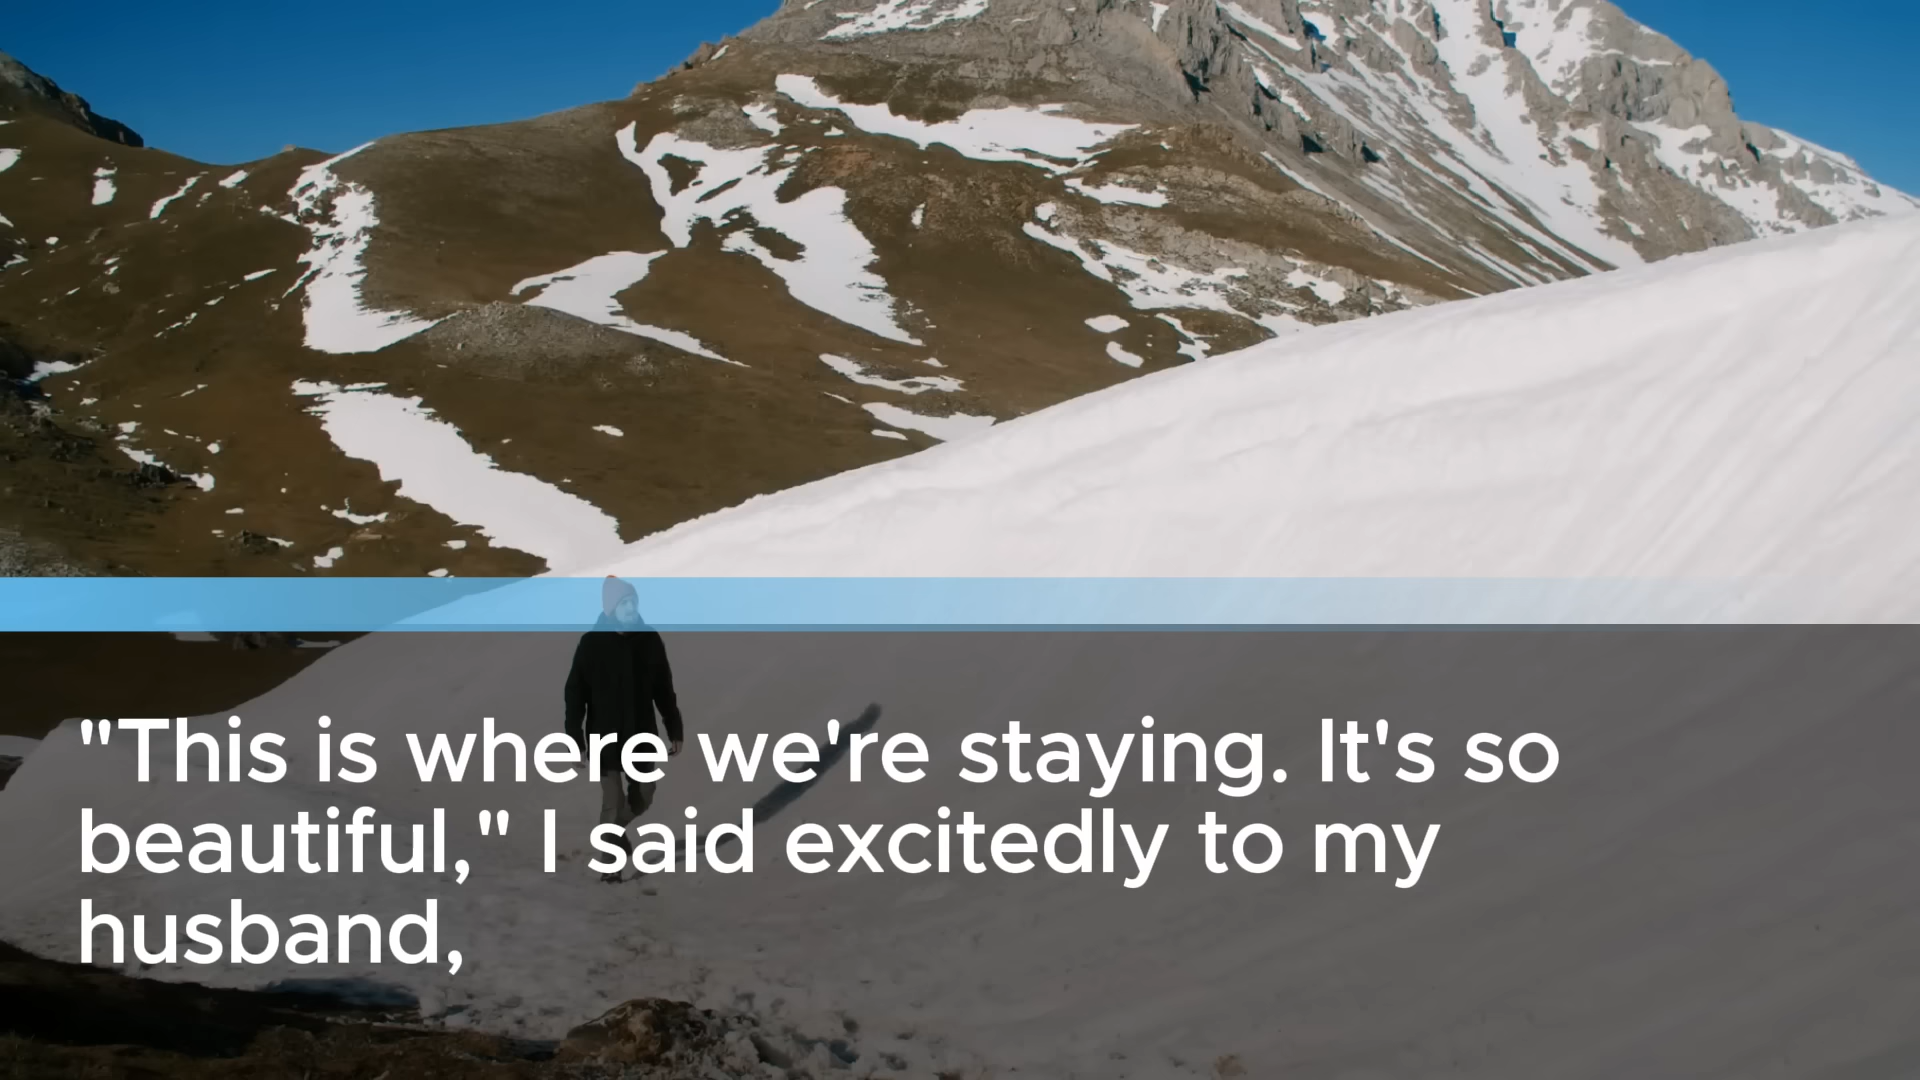 "This is where we're staying. It's so
beautiful," I said excitedly to my
husband,